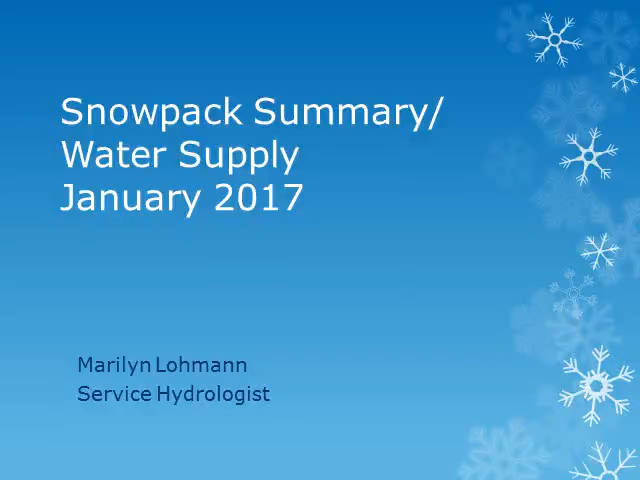 Snowpack Summary/
Water Supply
January 2017
Marilyn Lohmann
Service Hydrologist